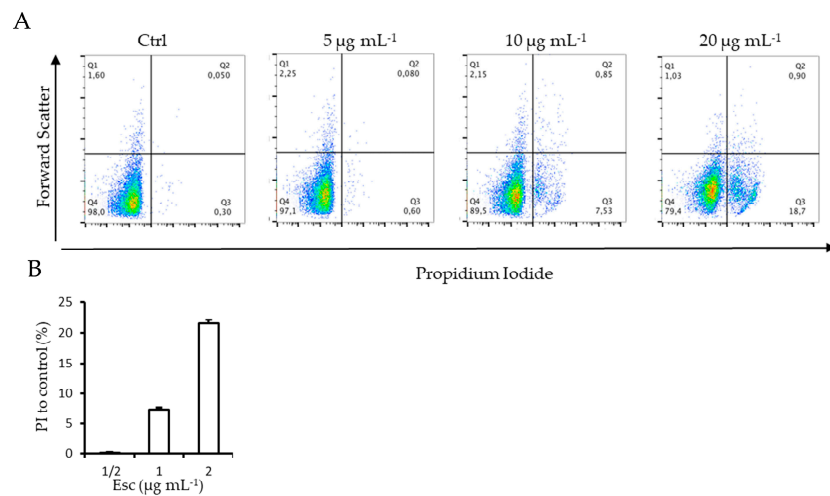 A
Ctrl
5 µg mL-1
10 µg mL-1
20 µg mL-1
Q1
1,60
Q2
0,050
Q4
98,0
Q3
0,30
Q1
2,25
Q2
0,080
Q4
97,1
Q3
0,60
Q1
2,15
Q2
0,85
Q4
89,5
Q3
7,53
Q1
1,03
Q2
0,90
Q4
79,4
Q3
18,7
Forward Scatter
Propidium Iodide
B
PI to control (%)
25
20
15
10
5
0
1/2 1 2
Esc (µg mL-1)